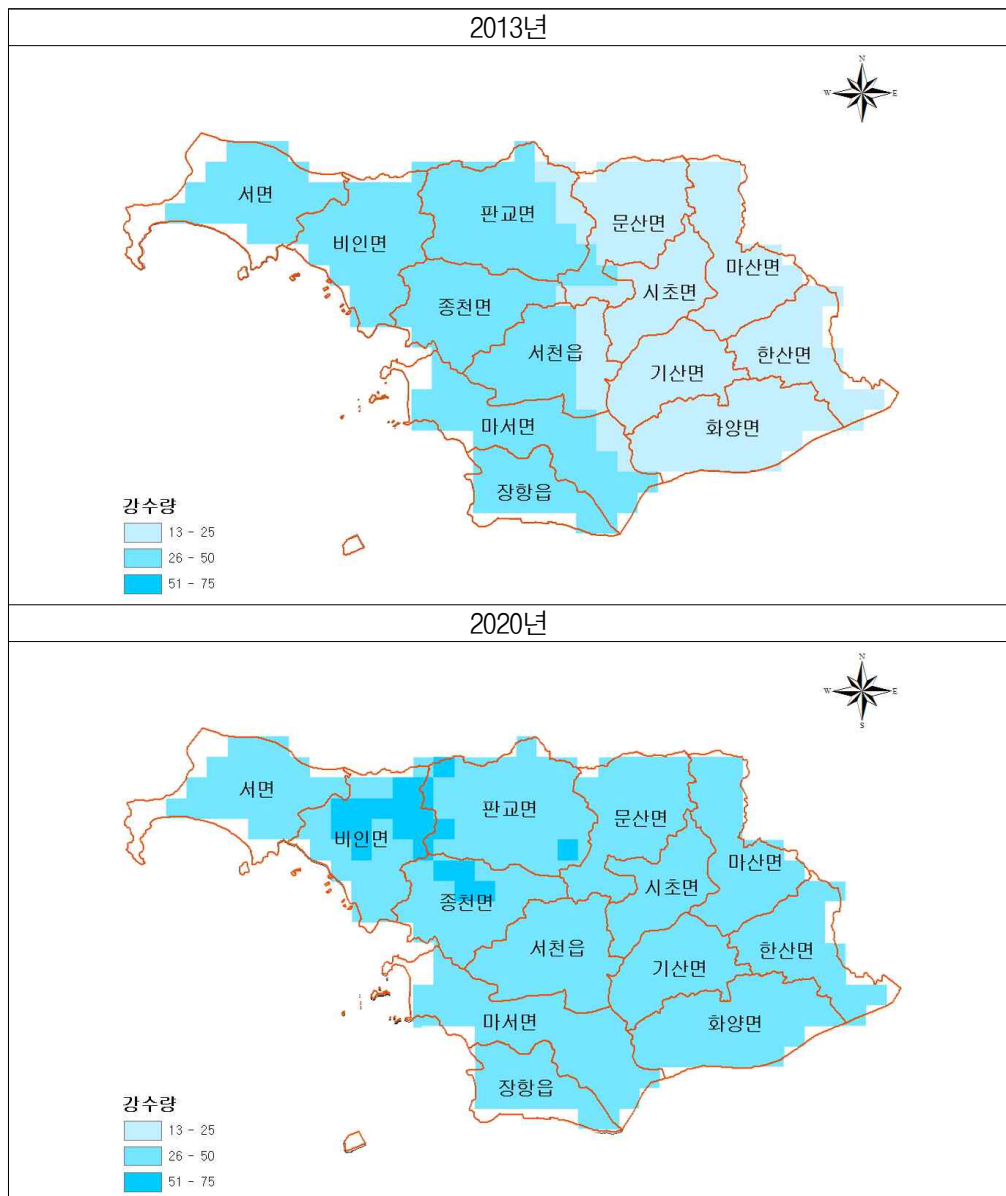 2013년
N
W E
서면
판교면
문산면
비인면
마산면
시초면
종천면
서천읍
한산면
기산면
마서면
화양면
장항읍
강수량
13 - 25
26 - 50
51 - 75
2020년
N
W E
S
서면
판교면
문산면
비인면
마산면
시초면
종천면
서천읍
한산면
기산면
마서면
화양면
장항읍
강수량
13 - 25
26 - 50
51 - 75